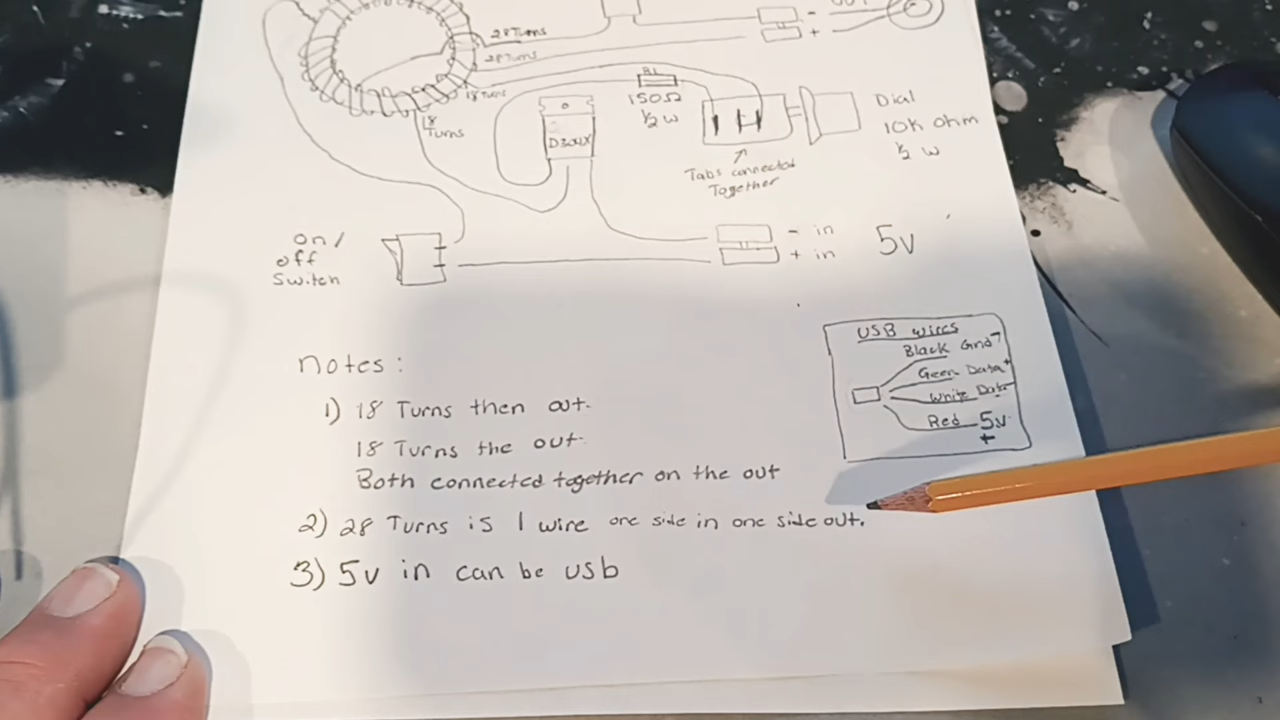 28 Turns
28 Turns
18 Turns
18
Turns
-
+
R1
150Ω
½ w
Dial
10K Ohm
½ w
Tabs connected
Together
on/
off
Switch
- in
+ in
5v
USB wires
Black Gnd
Geen Data+
White Data-
Red 5v
+
notes:
1) 18 Turns then out.
18 Turns the out.
Both connected together on the out
2) 28 Turns is 1 wire one side in one side out.
3) 5v in can be usb